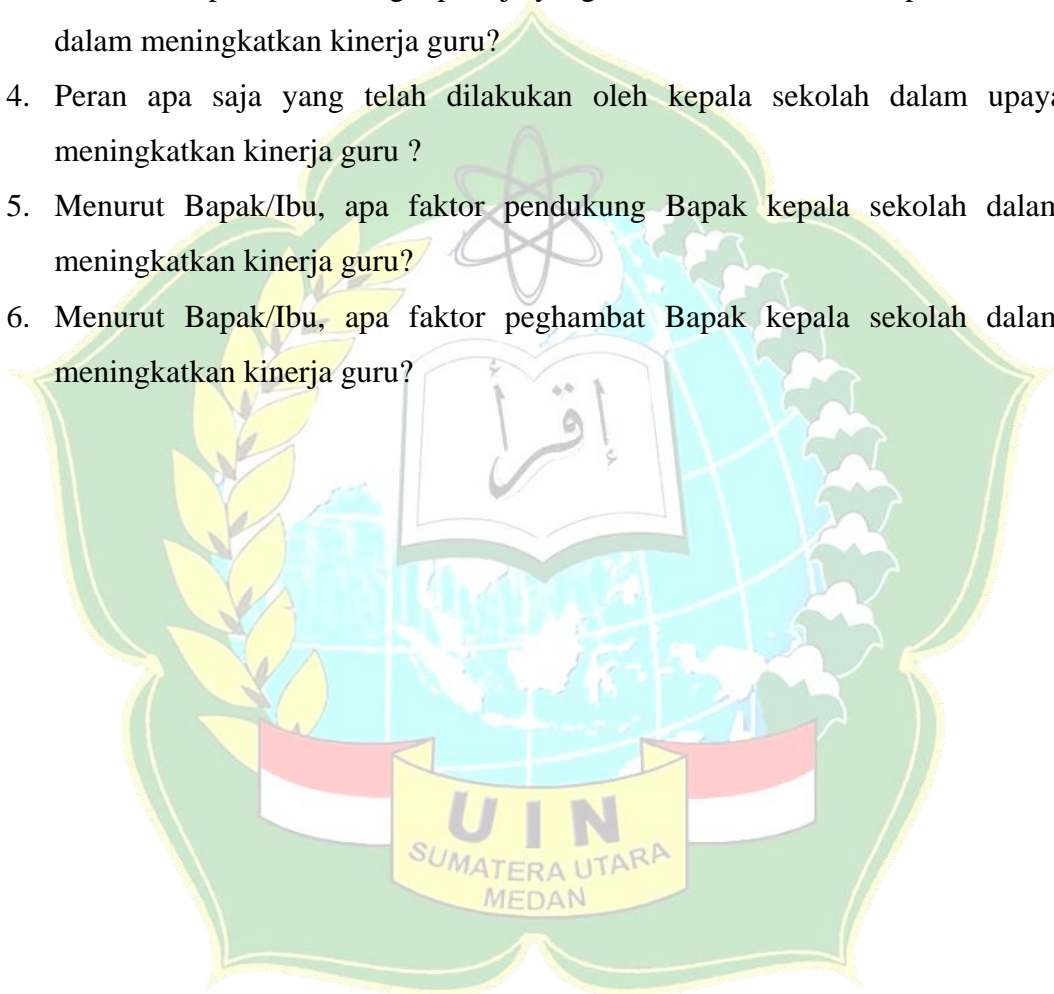 dalam meningkatkan kinerja guru?
4. Peran apa saja yang telah dilakukan oleh kepala sekolah dalam upaya
meningkatkan kinerja guru ?
5. Menurut Bapak/Ibu, apa faktor pendukung Bapak kepala sekolah dalam
meningkatkan kinerja guru?
6. Menurut Bapak/Ibu, apa faktor peghambat Bapak kepala sekolah dalam
meningkatkan kinerja guru?
إقرأ
UIN
SUMATERA UTARA
MEDAN